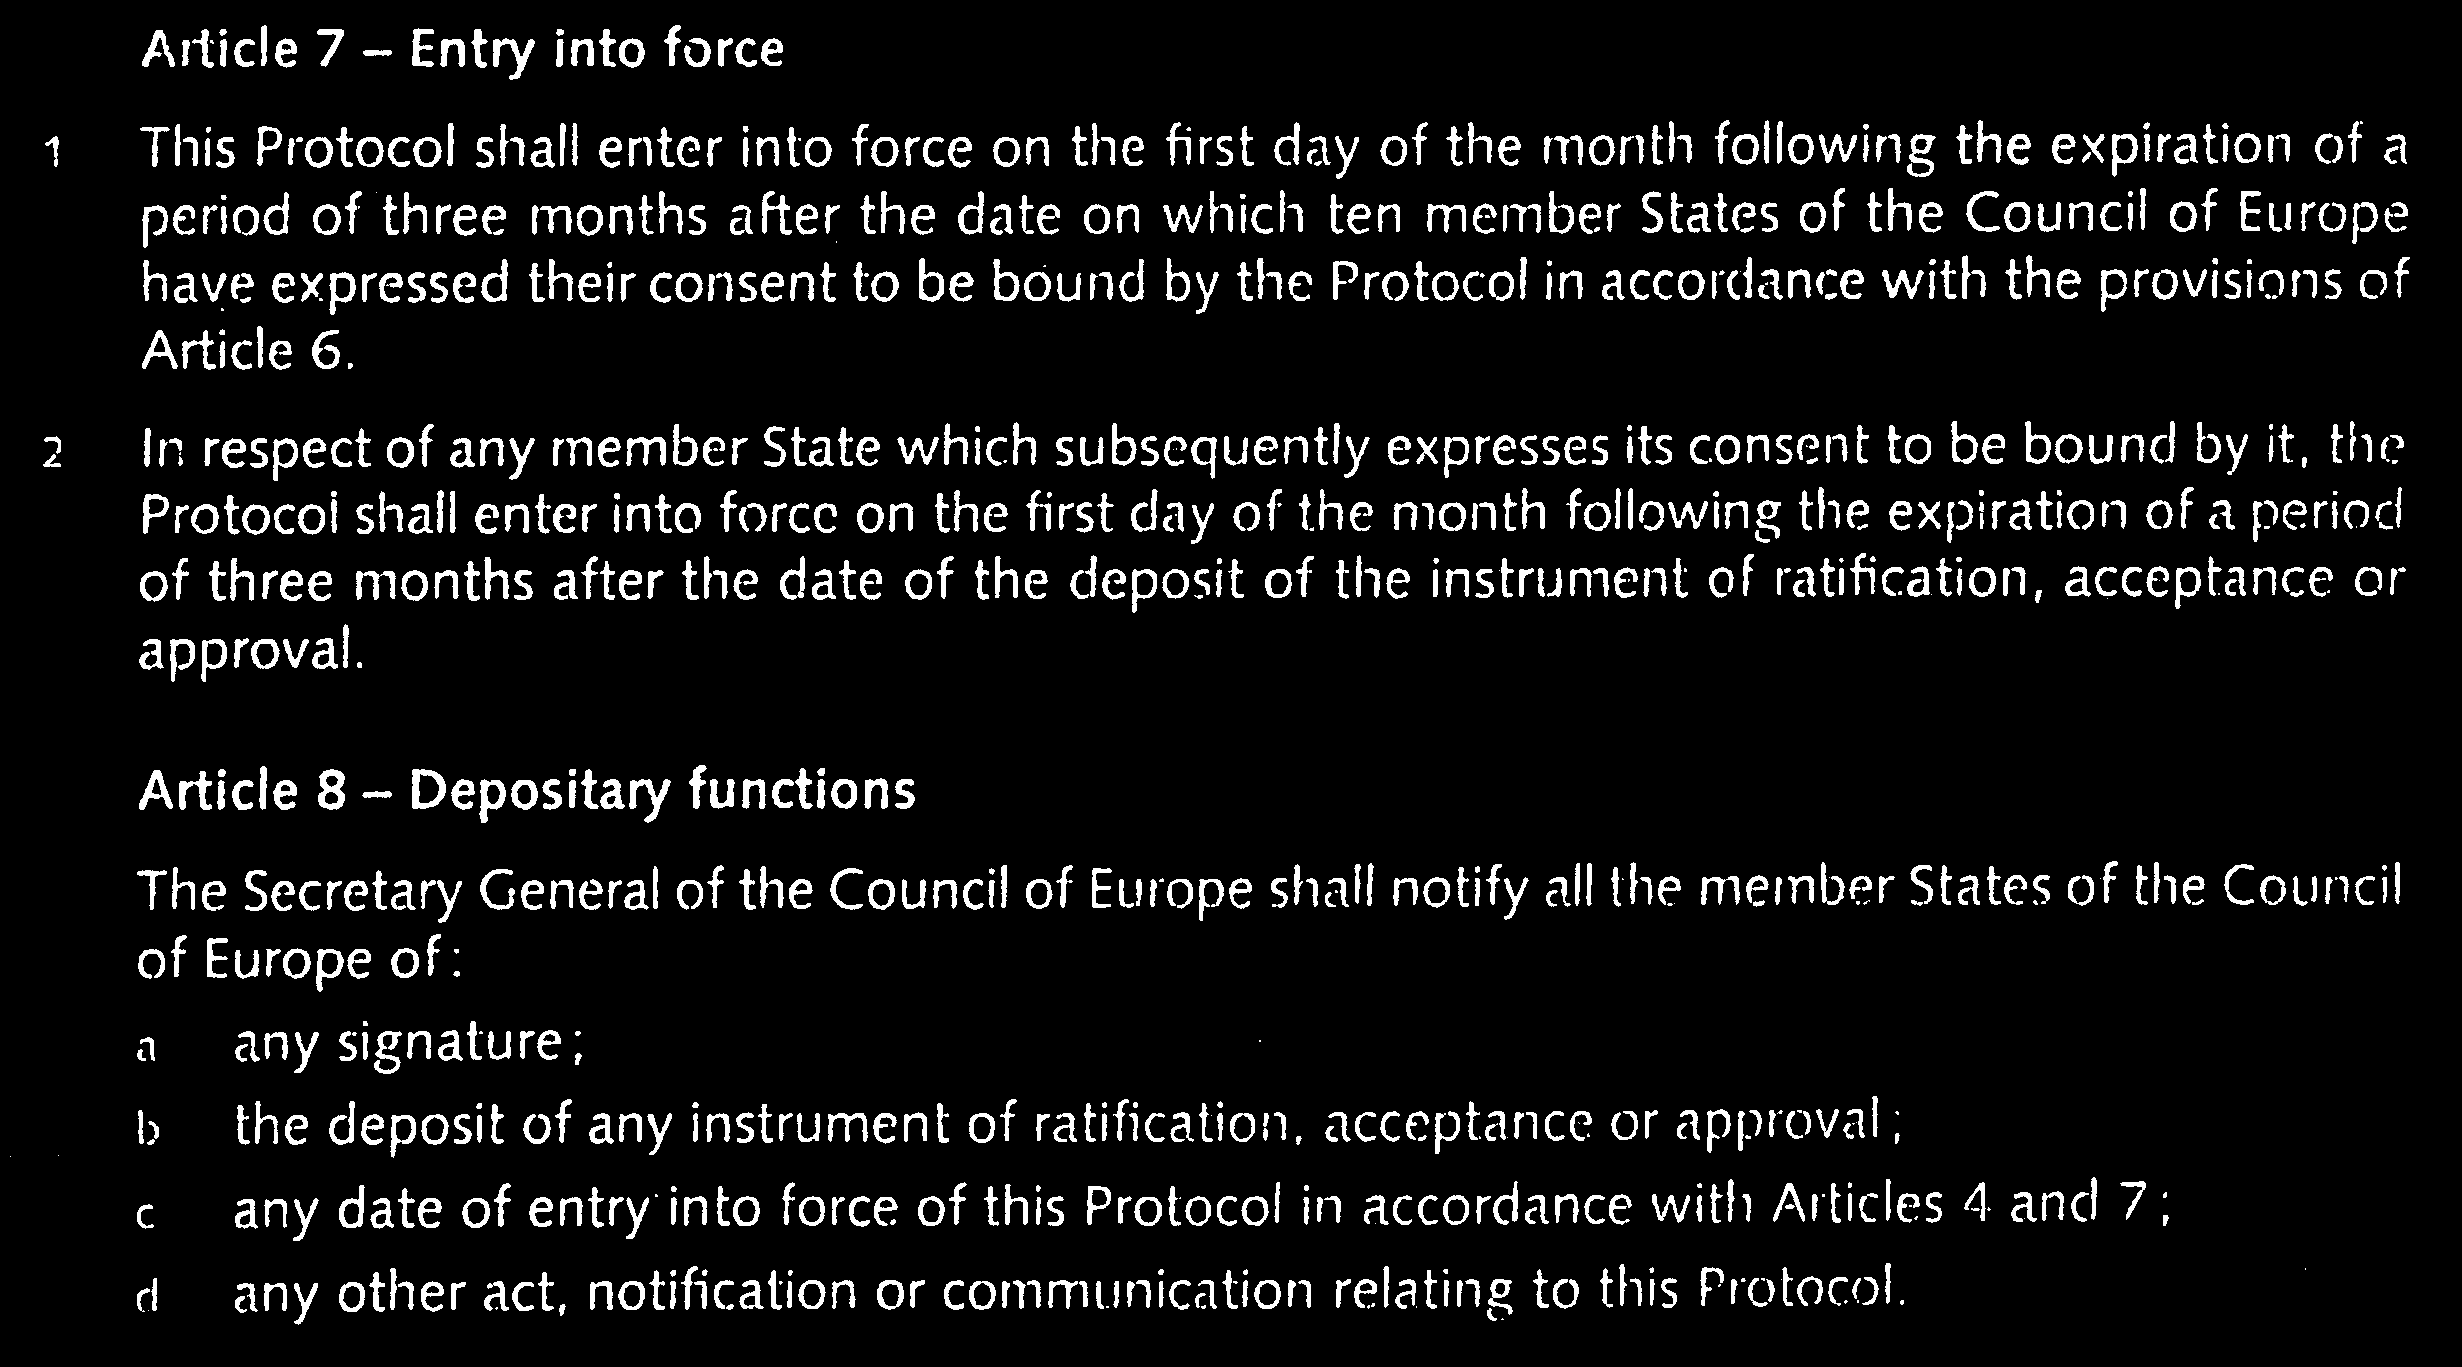 Article 7 – Entry into force
1 This Protocol shall enter into force on the first day of the month following the expiration of a
period of three months after the date on which ten member States of the Council of Europe
have expressed their consent to be bound by the Protocol in accordance with the provisions of
Article 6.
2 In respect of any member State which subsequently expresses its consent to be bound by it, the
Protocol shall enter into force on the first day of the month following the expiration of a period
of three months after the date of the deposit of the instrument of ratification, acceptance or
approval.
Article 8 – Depositary functions
The Secretary General of the Council of Europe shall notify all the member States of the Council
of Europe of:
a any signature;
b the deposit of any instrument of ratification, acceptance or approval;
c any date of entry into force of this Protocol in accordance with Articles 4 and 7;
d any other act, notification or communication relating to this Protocol.